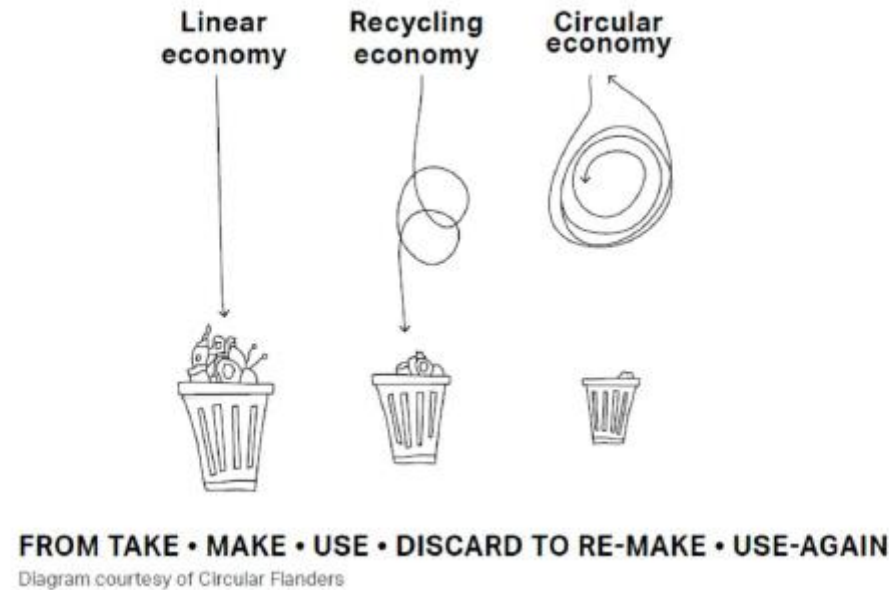 Linear
economy
Recycling
economy
Circular
economy
FROM TAKE • MAKE • USE • DISCARD TO RE-MAKE • USE-AGAIN
Diagram courtesy of Circular Flanders